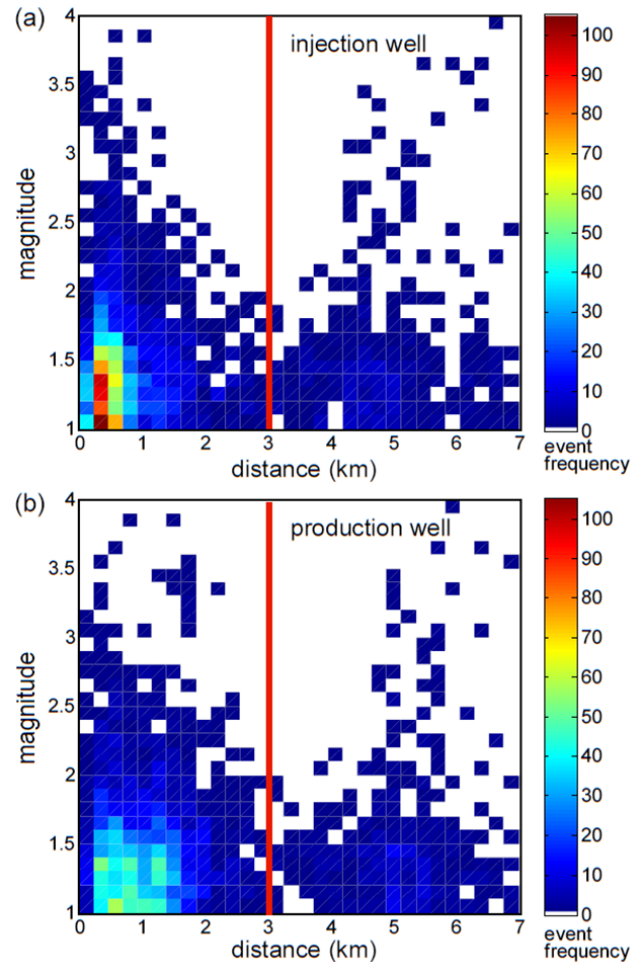 (a)
injection well
magnitude
4
3.5
3
2.5
2
1.5
1
0 1 2 3 4 5 6 7
distance (km)
100
90
80
70
60
50
40
30
20
10
0
event
frequency
(b)
production well
magnitude
4
3.5
3
2.5
2
1.5
1
0 1 2 3 4 5 6 7
distance (km)
100
90
80
70
60
50
40
30
20
10
0
event
frequency